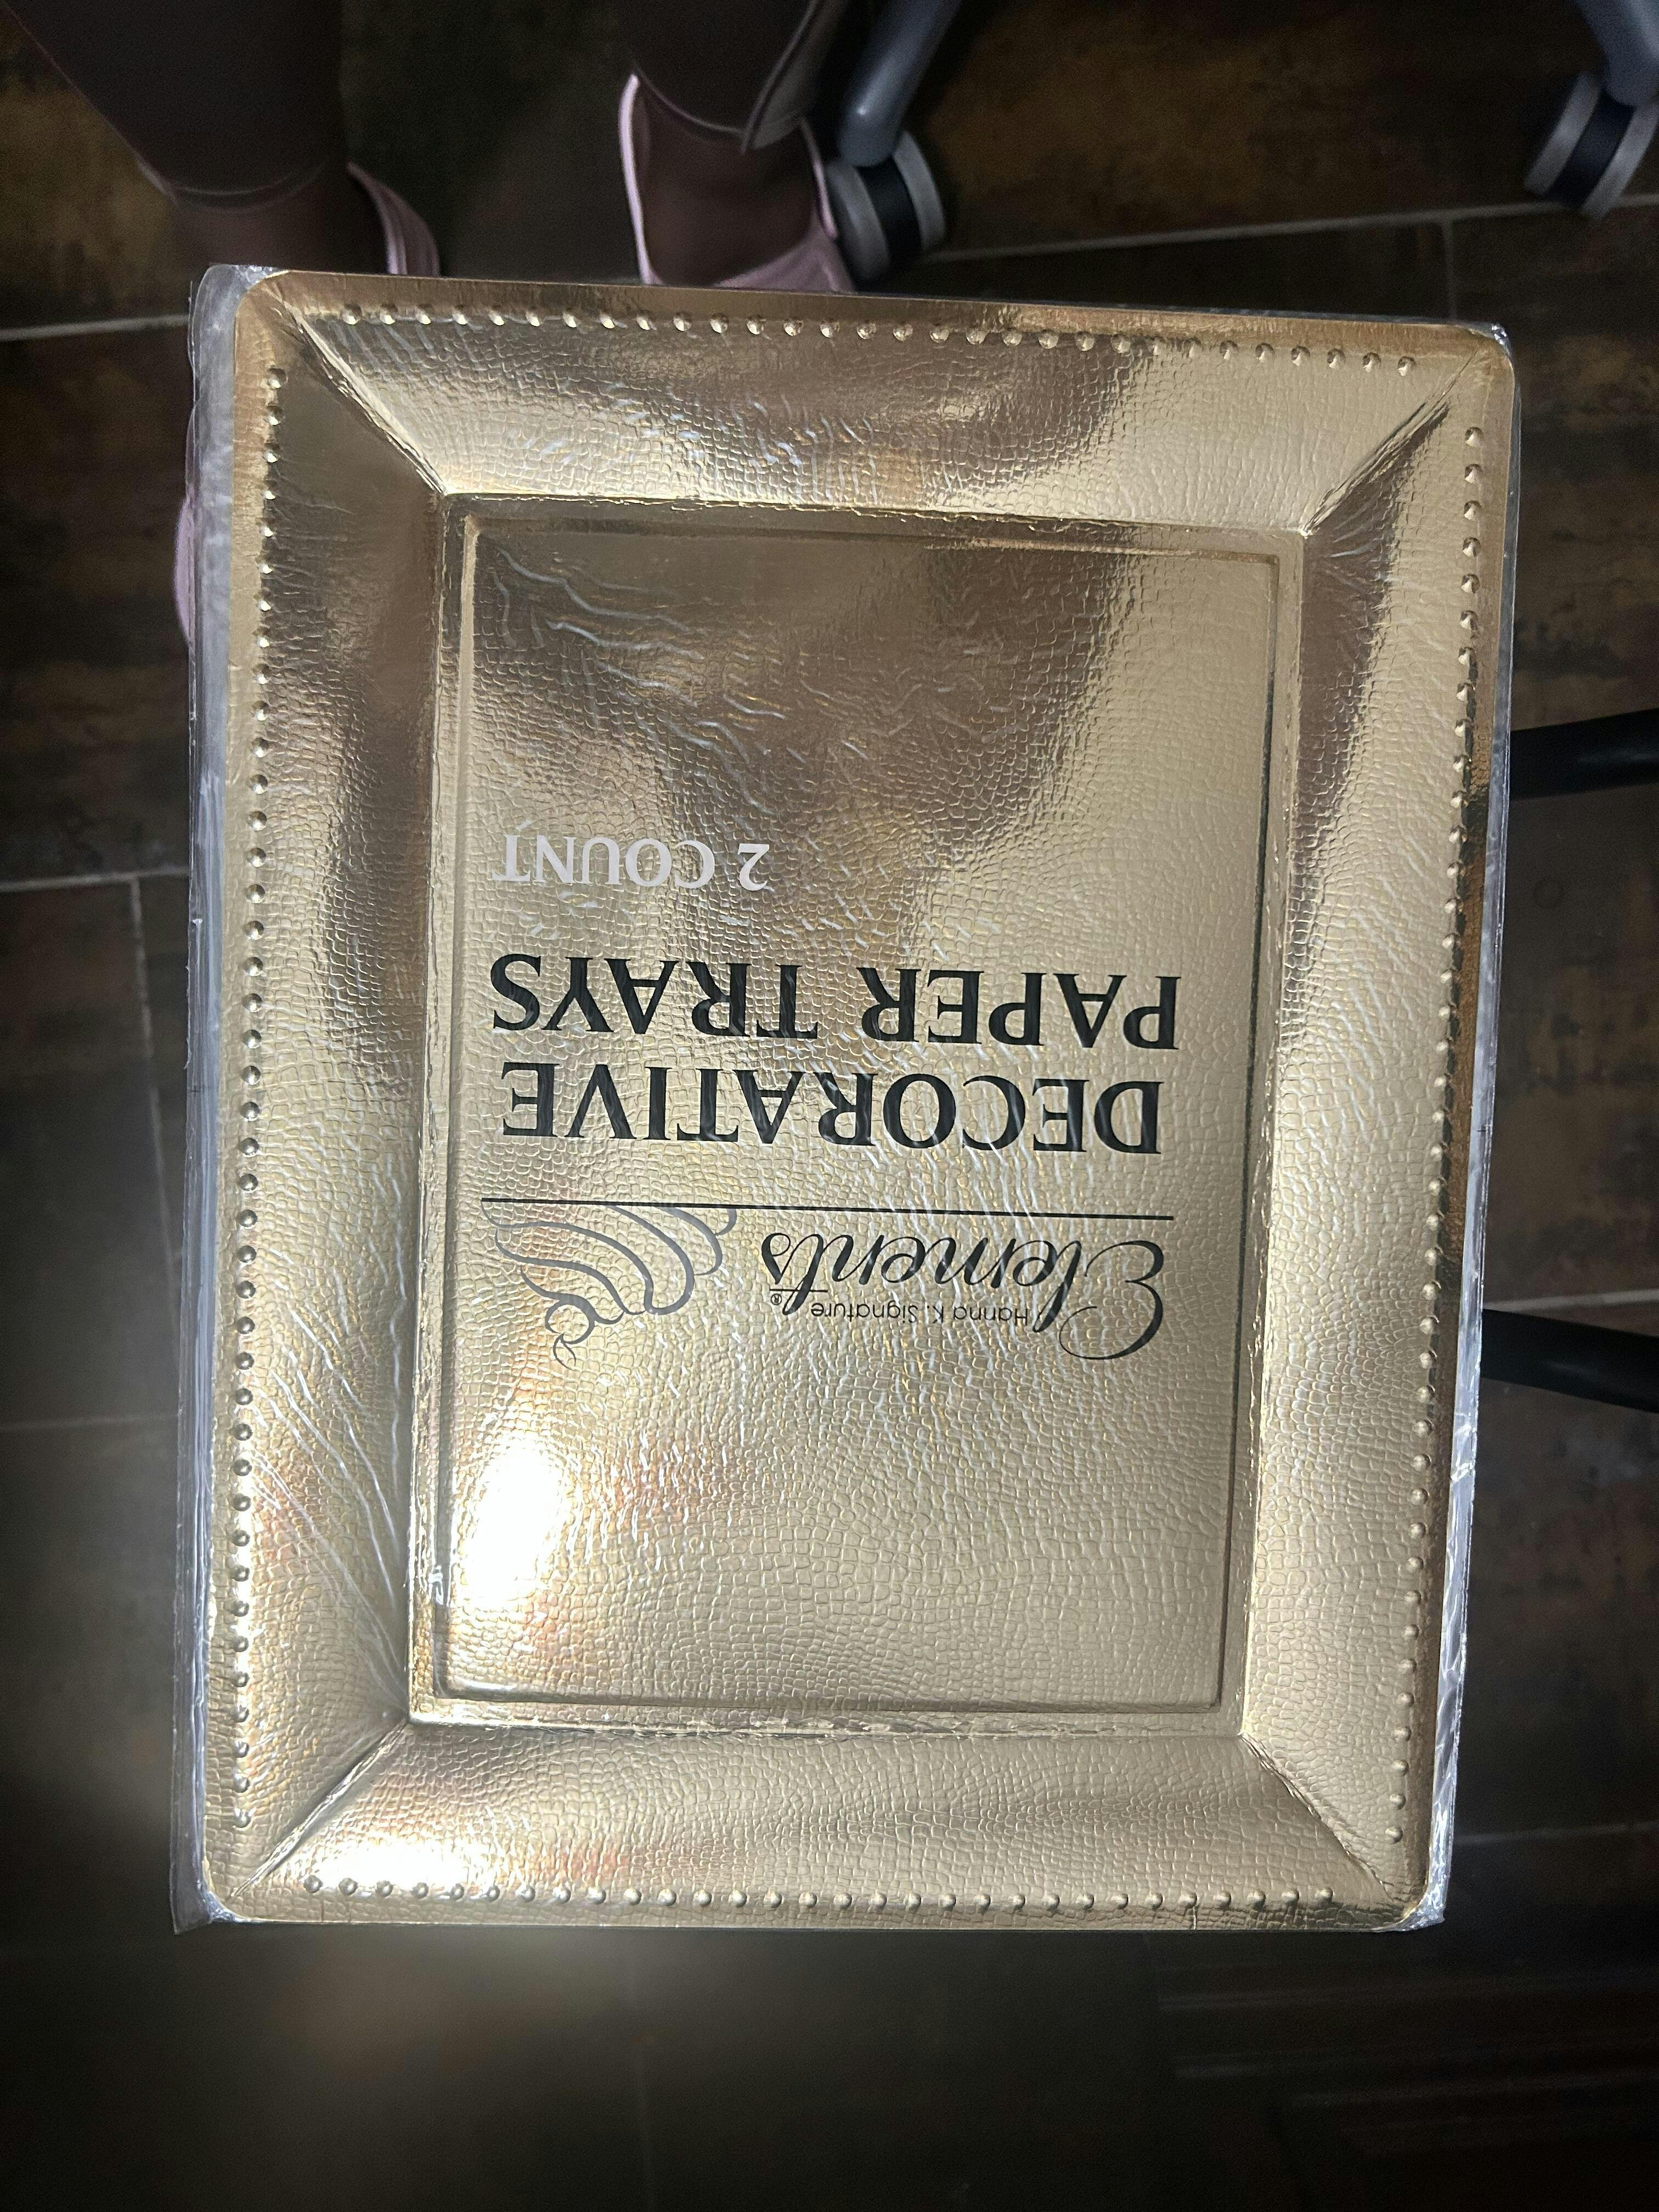 Hanna K. Signature
Elements®
DECORATIVE
PAPER TRAYS
2 COUNT